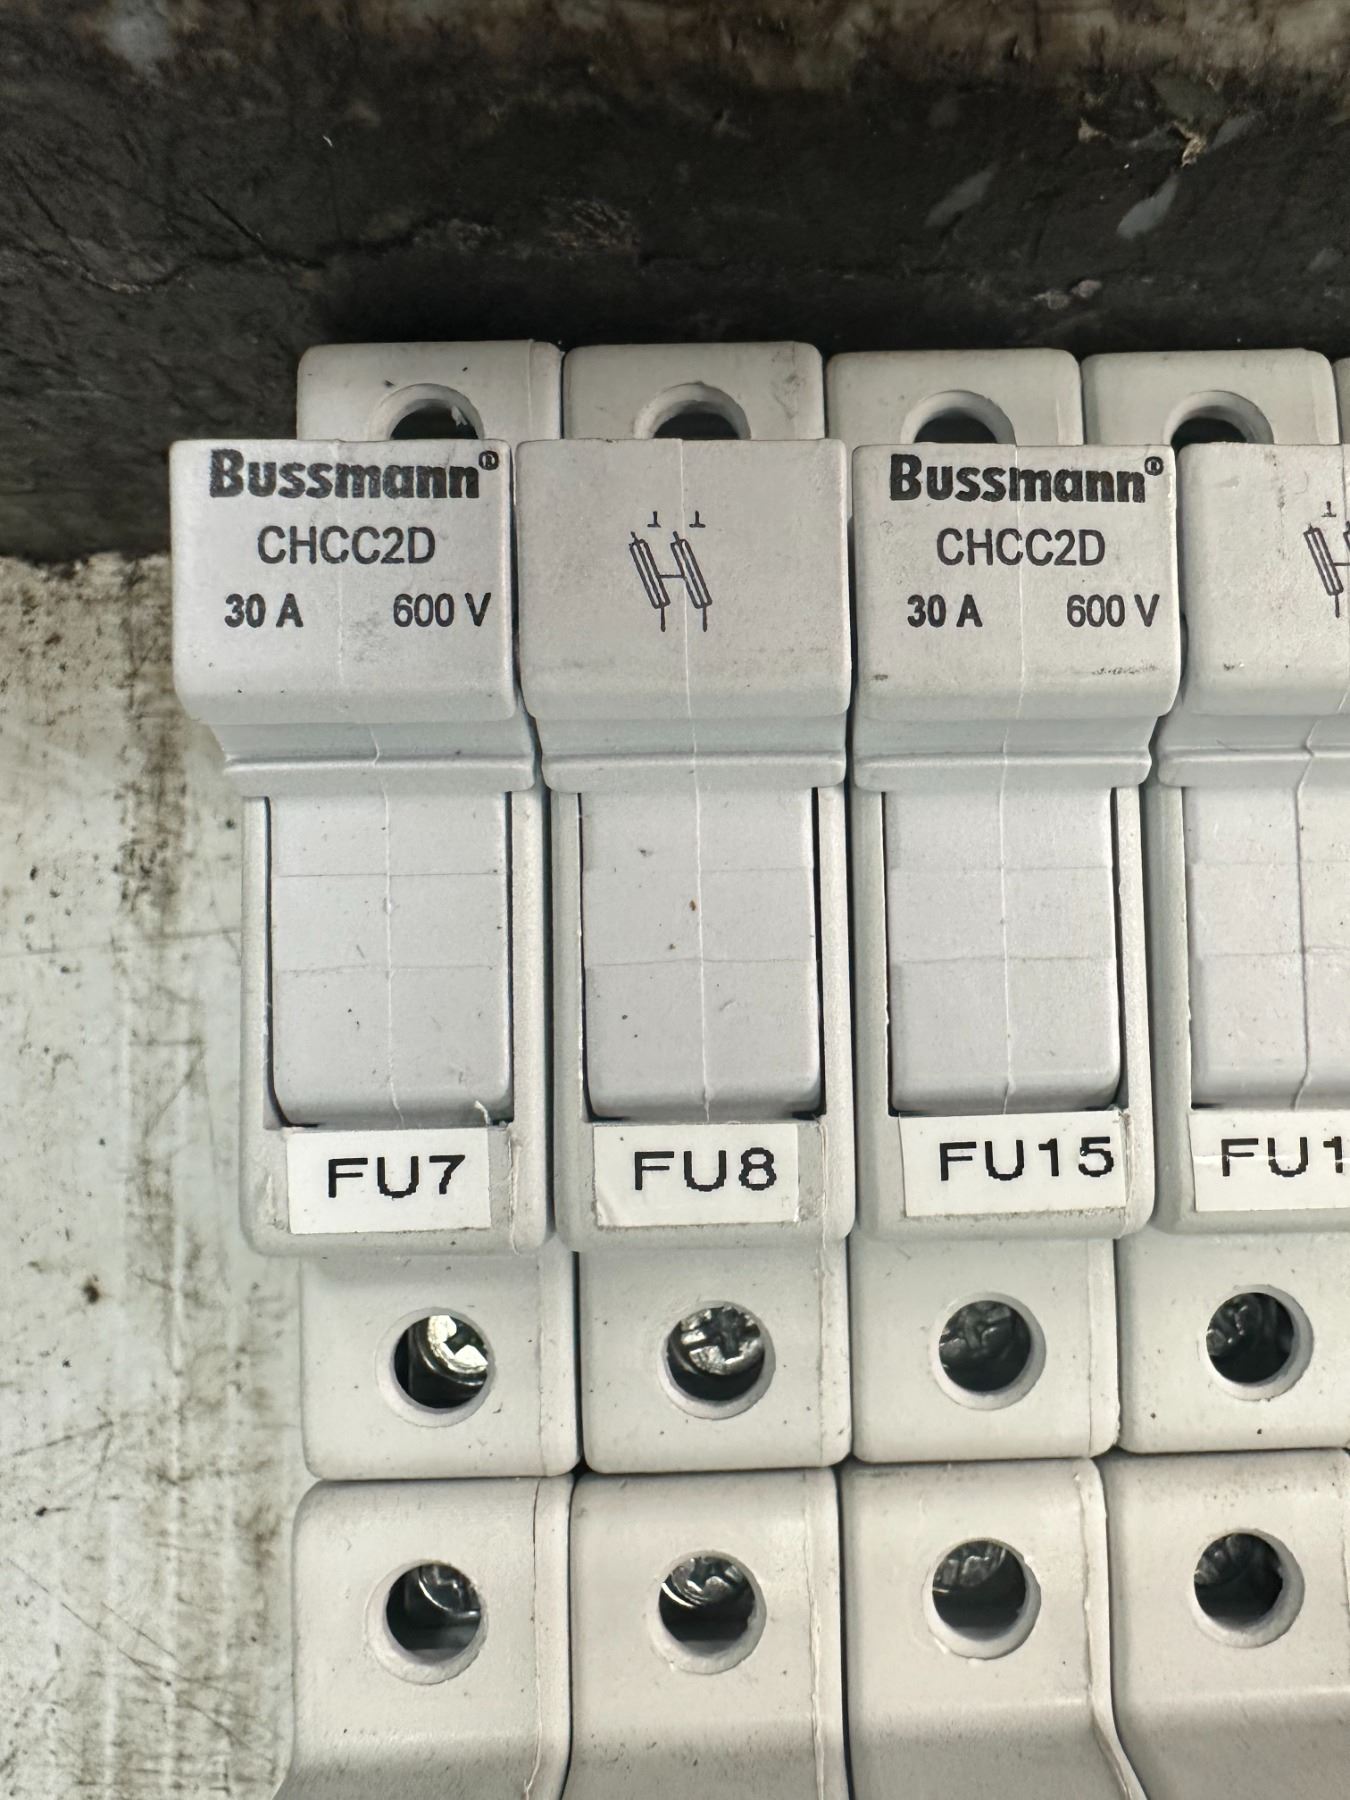 Bussmann®
CHCC2D
30 A 600 V
Bussmann®
CHCC2D
30 A 600 V
FU7
FU8
FU15